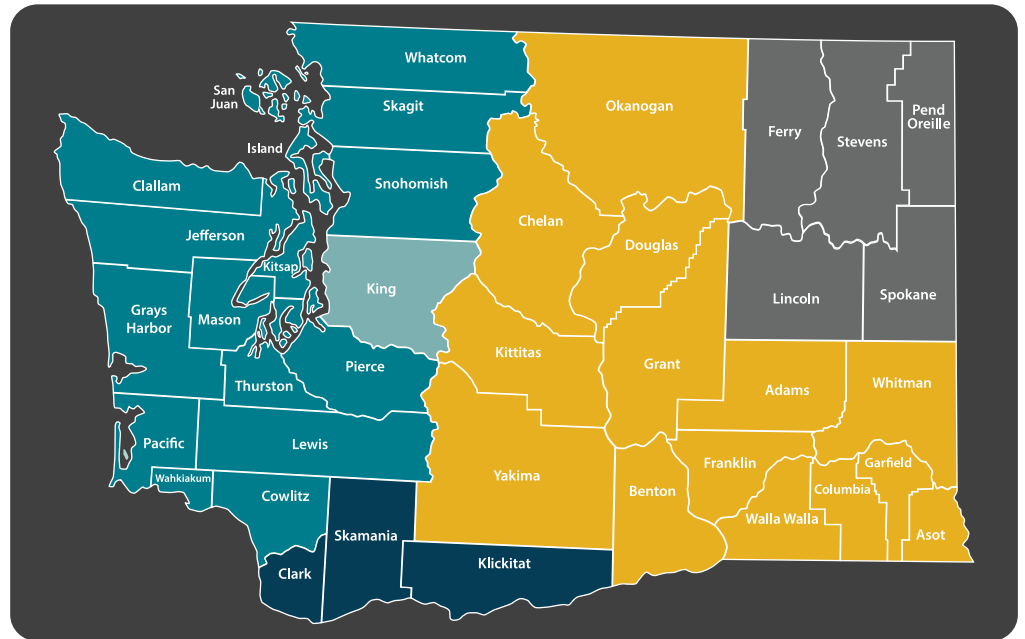 Whatcom
San
Juan
Skagit
Okanogan
Pend
Oreille
Ferry
Stevens
Island
Clallam
Snohomish
Chelan
Jefferson
Douglas
Kitsap
King
Lincoln
Spokane
Grays
Harbor
Mason
Kittitas
Grant
Pierce
Thurston
Adams
Whitman
Pacific
Lewis
Yakima
Franklin
Garfield
Wahkiakum
Cowlitz
Benton
Columbia
Walla Walla
Skamania
Asot
Clark
Klickitat